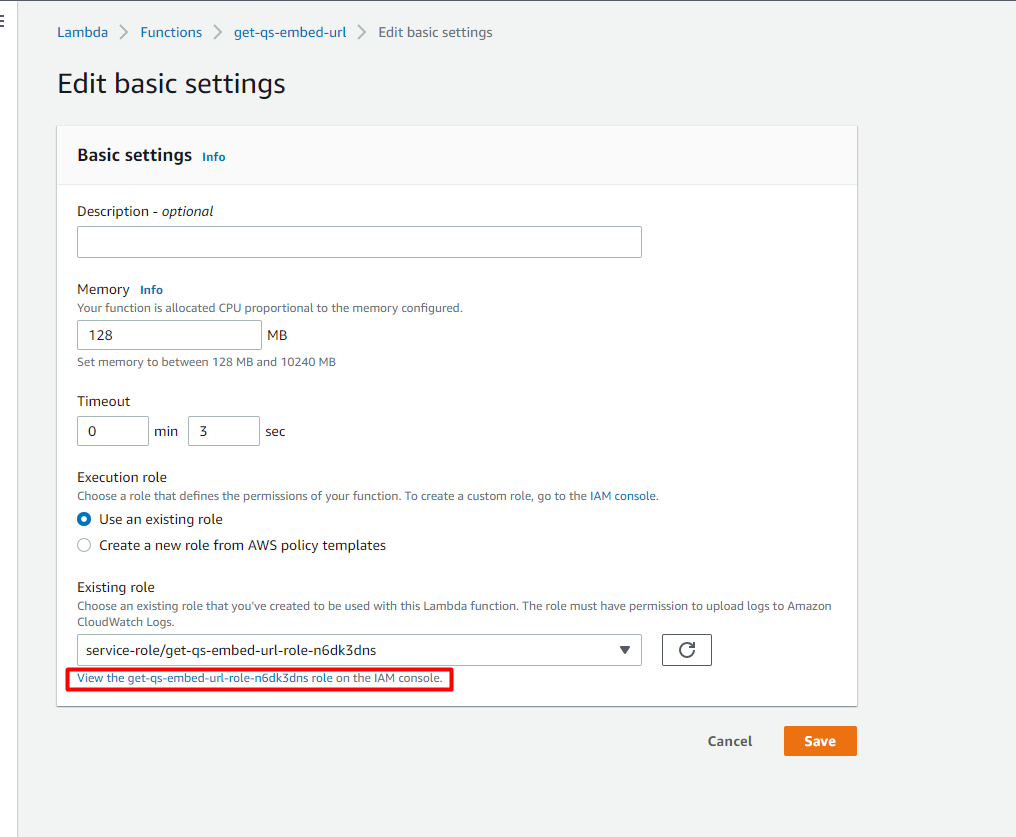 Lambda > Functions > get-qs-embed-url > Edit basic settings
Edit basic settings
Basic settings Info
Description - optional
Memory Info
Your function is allocated CPU proportional to the memory configured.
128 MB
Set memory to between 128 MB and 10240 MB
Timeout
0 min 3 sec
Execution role
Choose a role that defines the permissions of your function. To create a custom role, go to the IAM console.
Use an existing role
Create a new role from AWS policy templates
Existing role
Choose an existing role that you've created to be used with this Lambda function. The role must have permission to upload logs to Amazon
CloudWatch Logs.
service-role/get-qs-embed-url-role-n6dk3dns
View the get-qs-embed-url-role-n6dk3dns role on the IAM console.
Cancel Save